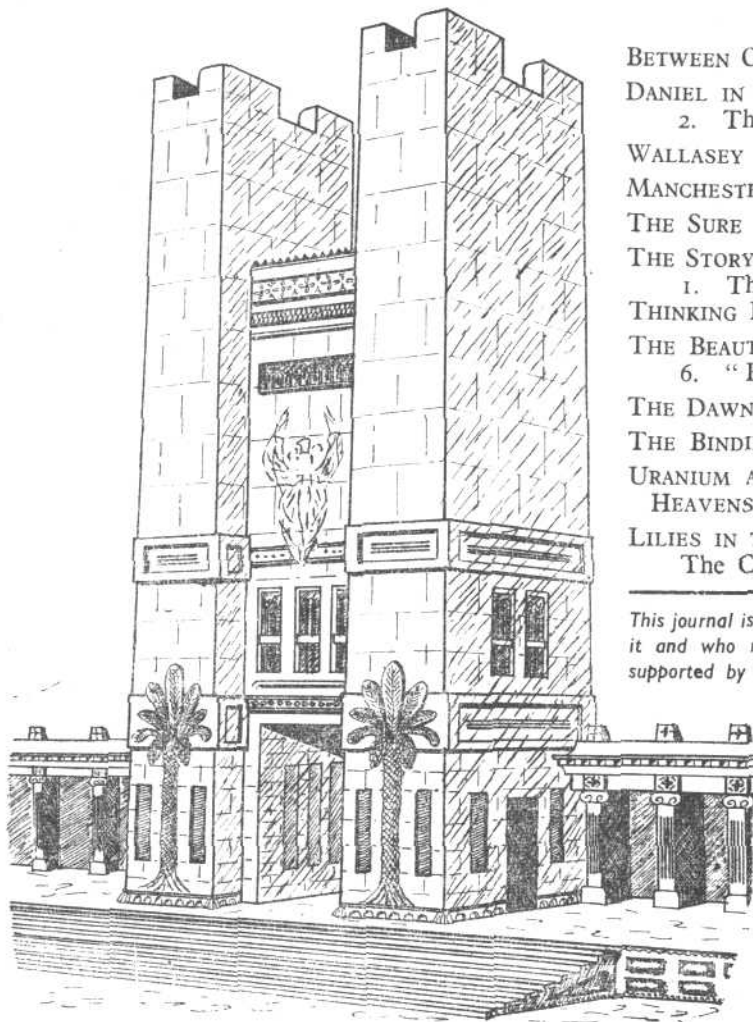 BETWEEN
DANIEL IN
2. Th
WALLASEY
MANCHESTE
THE SURE
THE STORY
1. Th
THINKING
THE BEAUT
6. "
THE DAWN
THE BINDI
URANIUM A
HEAVENS
LILIES IN
The C
This journal is
it and who
supported by